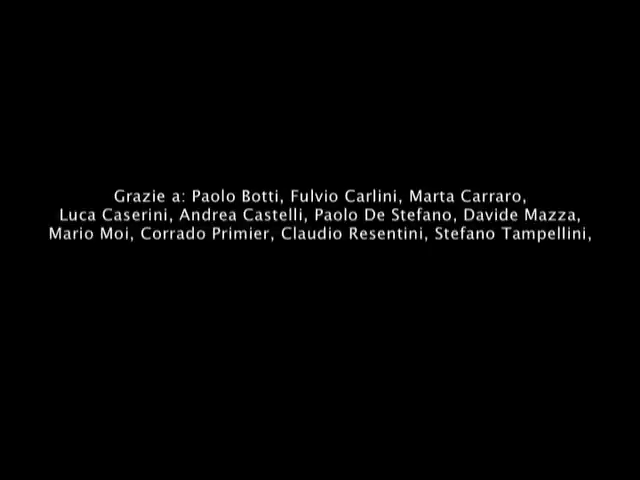 Grazie a: Paolo Botti, Fulvio Carlini, Marta Carraro,
Luca Caserini, Andrea Castelli, Paolo De Stefano, Davide Mazza,
Mario Moi, Corrado Primier, Claudio Resentini, Stefano Tampellini,